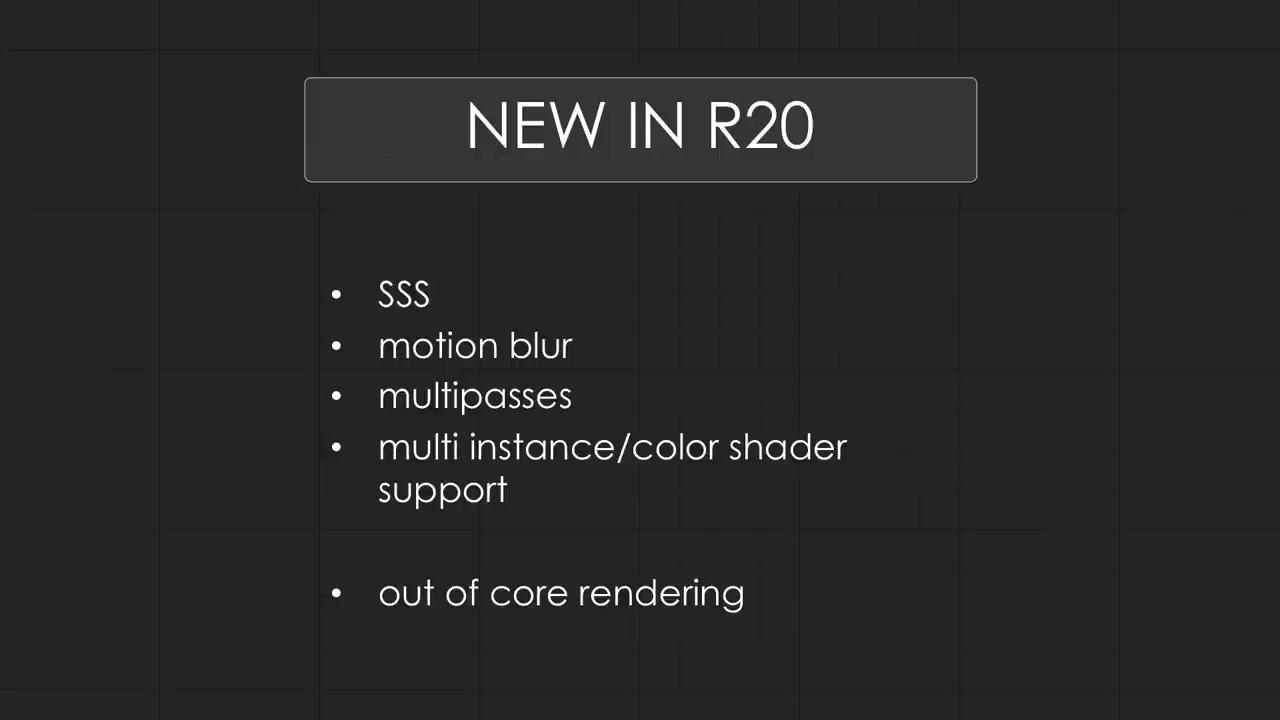 NEW IN R20
• SSS
• motion blur
• multipasses
• multi instance/color shader
support
• out of core rendering